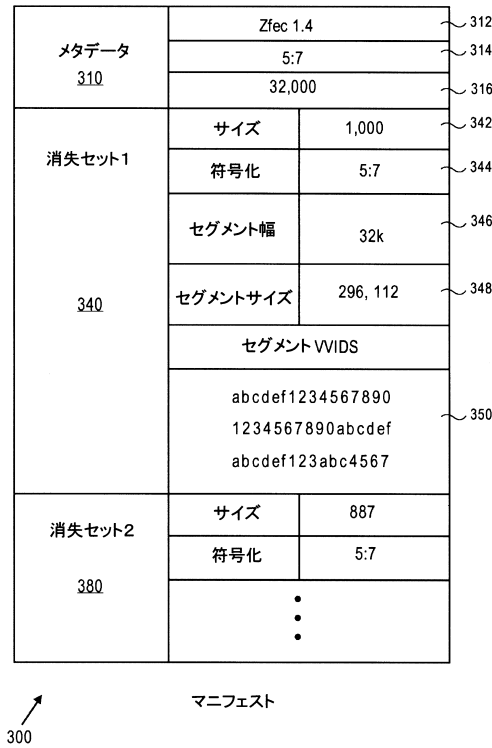 メタデータ
310
Zfec 1.4
312
5:7
314
32,000
316
消失セット1
340
サイズ 1,000
342
符号化 5:7
344
セグメント幅 32k
346
セグメントサイズ 296, 112
348
セグメント VVIDS
abcdef1234567890
1234567890abcdef
abcdef123abc4567
350
消失セット2
380
サイズ 887
符号化 5:7
マニフェスト
300